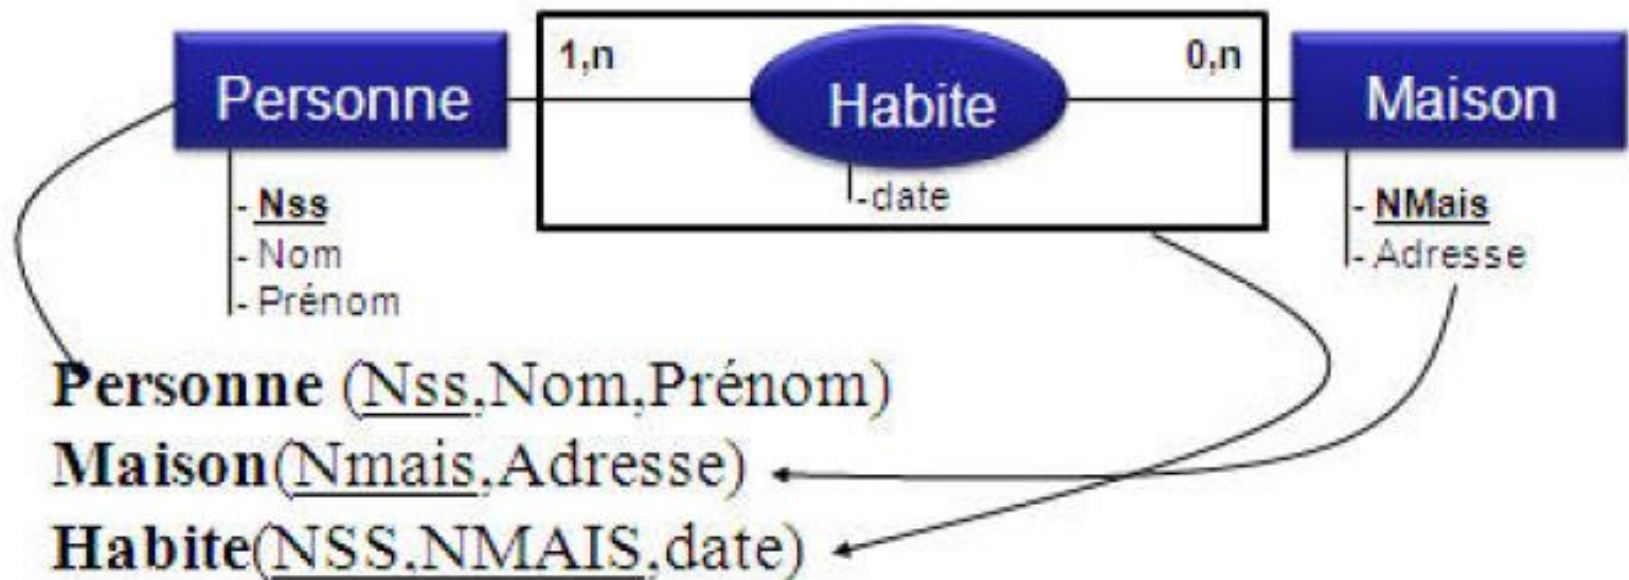 Personne
1,n
Habite
0,n
Maison
-date
- Nss
- Nom
- Prénom
- NMais
- Adresse
Personne (Nss,Nom,Prénom)
Maison(Nmais,Adresse)
Habite(NSS,NMAIS,date)